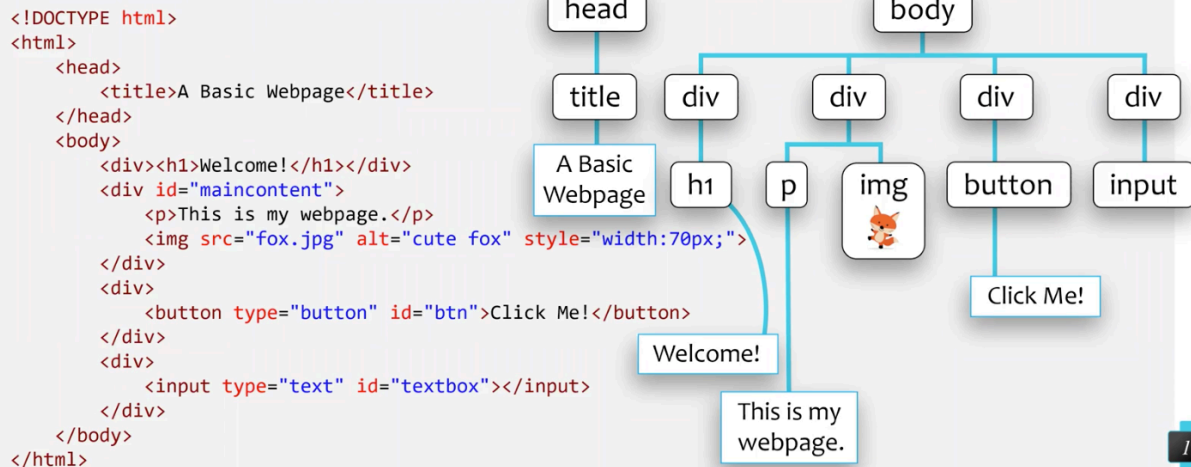 <!DOCTYPE html>
<html>
<head>
<title>A Basic Webpage</title>
</head>
<body>
<div><h1>Welcome!</h1></div>
<div id="maincontent">
<p>This is my webpage.</p>
<img src="fox.jpg" alt="cute fox" style="width:70px;">
</div>
<div>
<button type="button" id="btn">Click Me!</button>
</div>
<div>
<input type="text" id="textbox"></input>
</div>
</body>
</html>
head
body
title
div
div
div
div
A Basic
Webpage
h1
p
img
button
input
Click Me!
Welcome!
This is my
webpage.